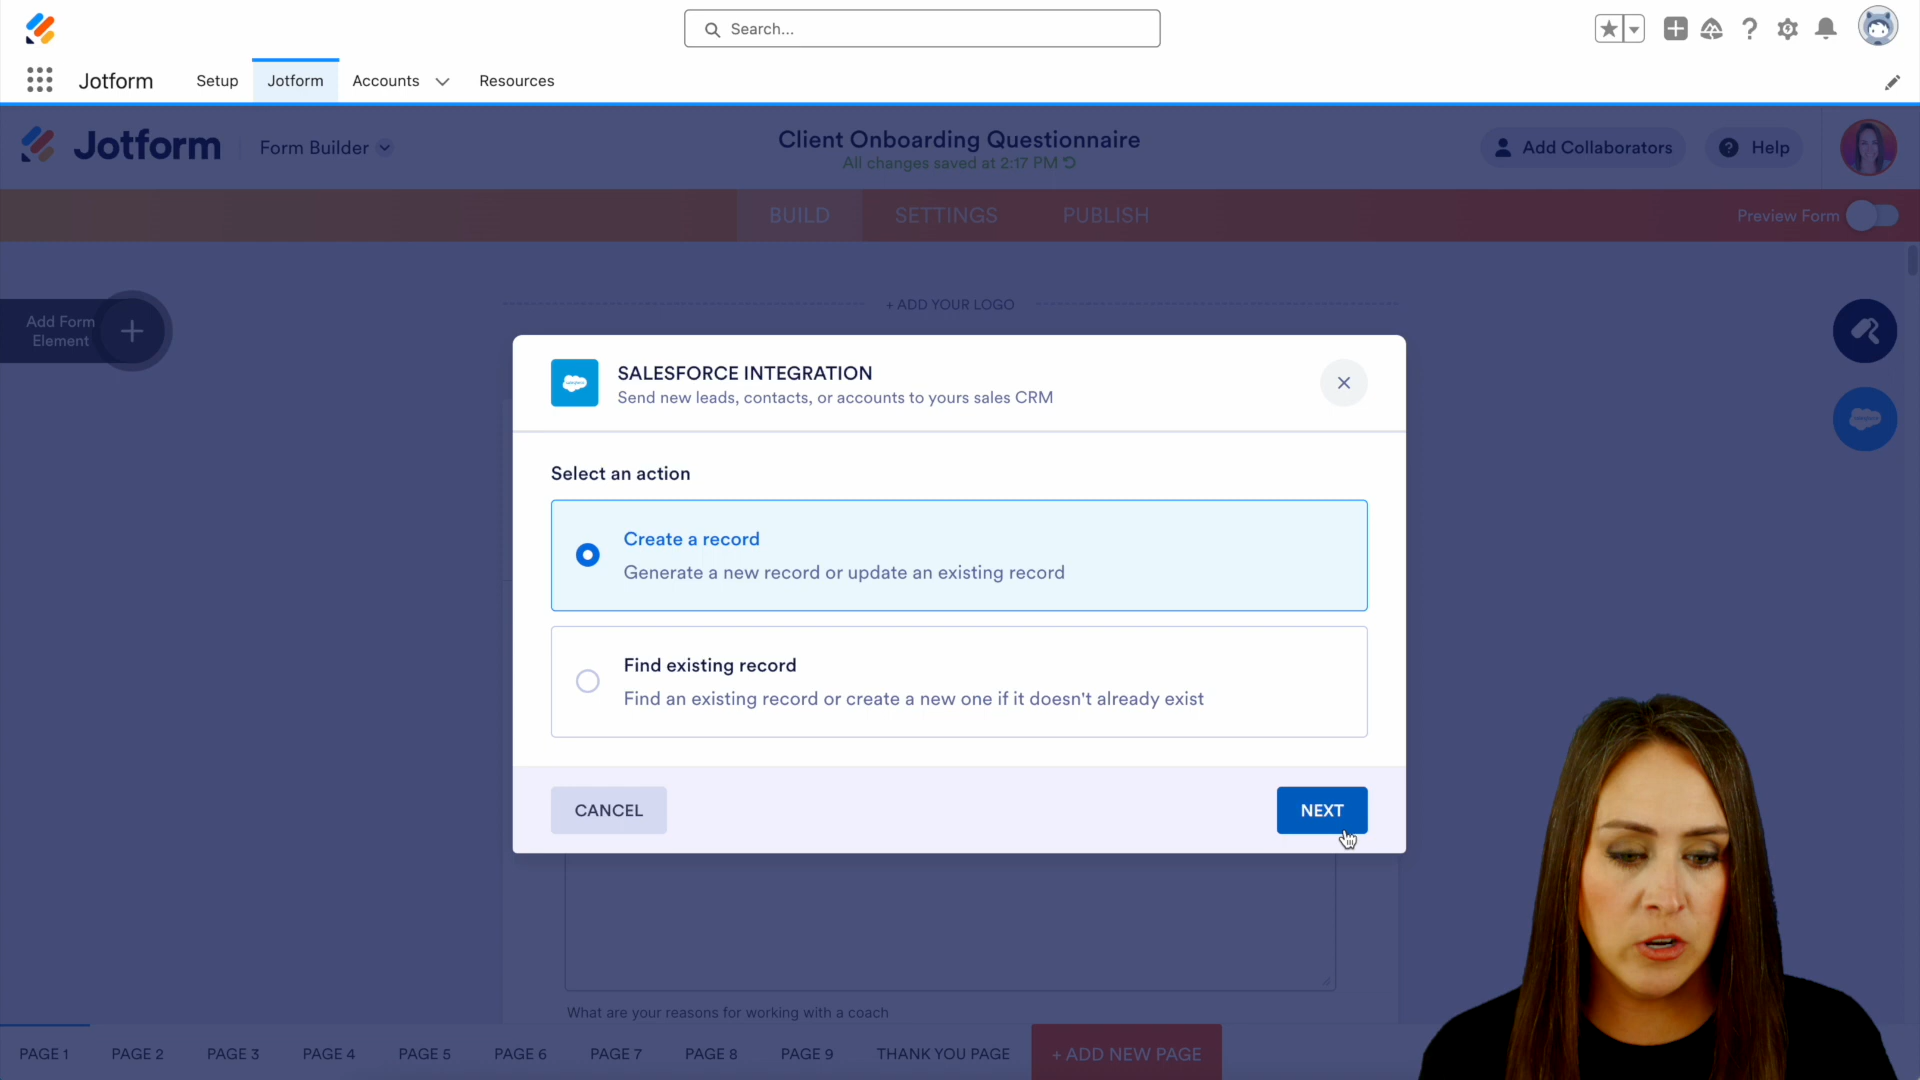 Search...
Jotform
Setup
Jotform
Accounts
Resources
Jotform
Form Builder
Client Onboarding Questionnaire
All changes saved at 2:17 PM
Add Collaborators
Help
BUILD
SETTINGS
PUBLISH
Preview Form
Add Form
Element
+ ADD YOUR LOGO
SALESFORCE INTEGRATION
Send new leads, contacts, or accounts to yours sales CRM
Select an action
Create a record
Generate a new record or update an existing record
Find existing record
Find an existing record or create a new one if it doesn't already exist
CANCEL
NEXT
What are your reasons for working with a coach
PAGE 1
PAGE 2
PAGE 3
PAGE 4
PAGE 5
PAGE 6
PAGE 7
PAGE 8
PAGE 9
THANK YOU PAGE
+ ADD NEW PAGE